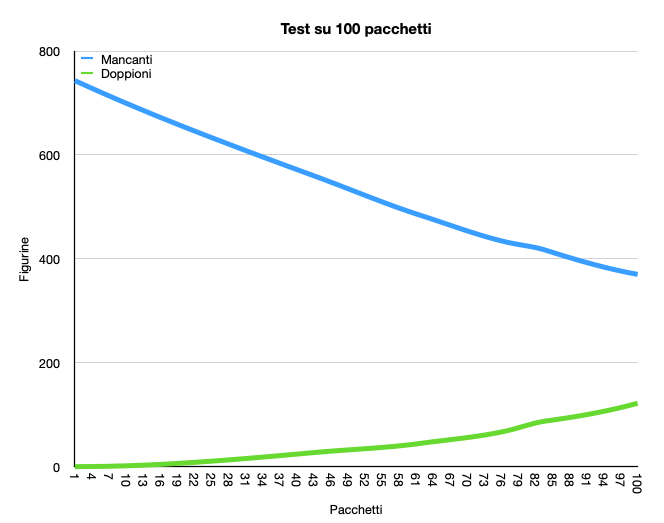 Test su 100 pacchetti
800
Mancanti
Doppioni
600
400
200
0
Figurine
1 4 7 10 13 16 19 22 25 28 31 34 37 40 43 46 49 52 55 58 61 64 67 70 73 76 79 82 85 88 91 94 97 100
Pacchetti